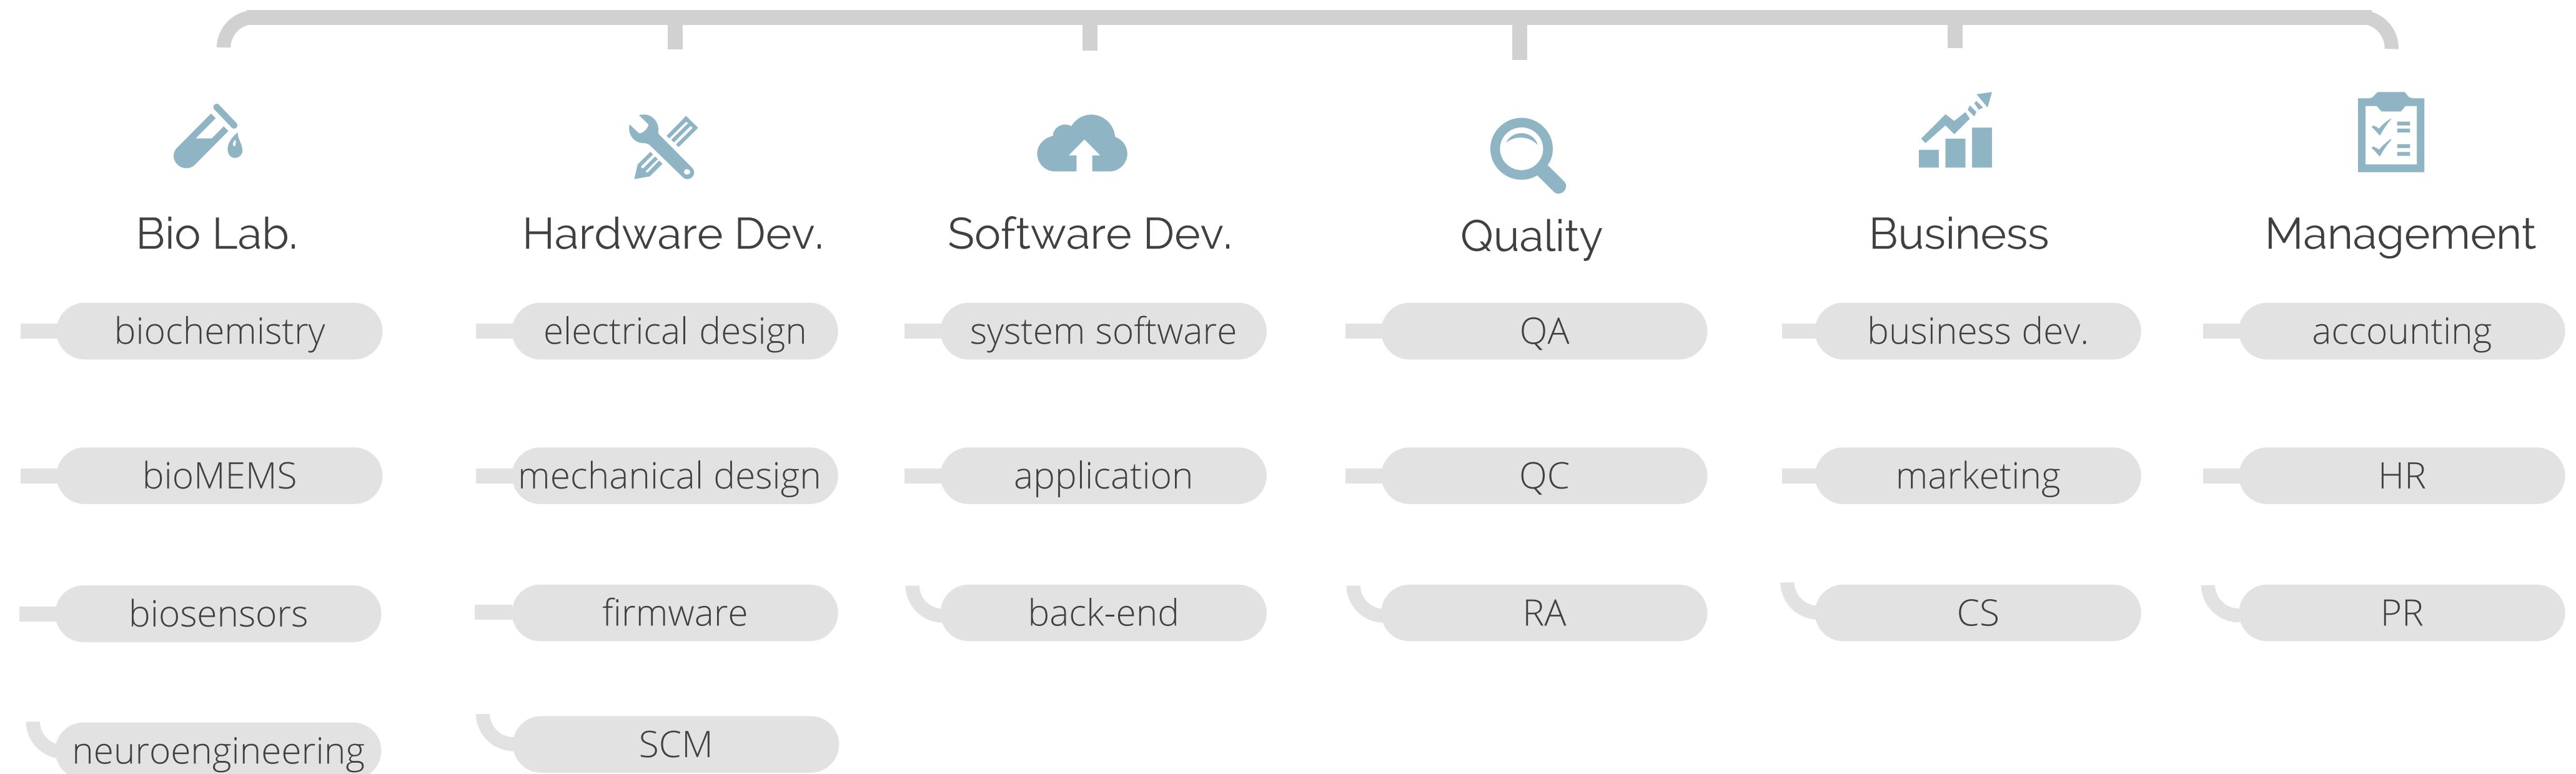 Bio Lab.
biochemistry
bioMEMS
biosensors
neuroengineering
Hardware Dev.
electrical design
mechanical design
firmware
SCM
Software Dev.
system software
application
back-end
Quality
QA
QC
RA
Business
business dev.
marketing
CS
Management
accounting
HR
PR